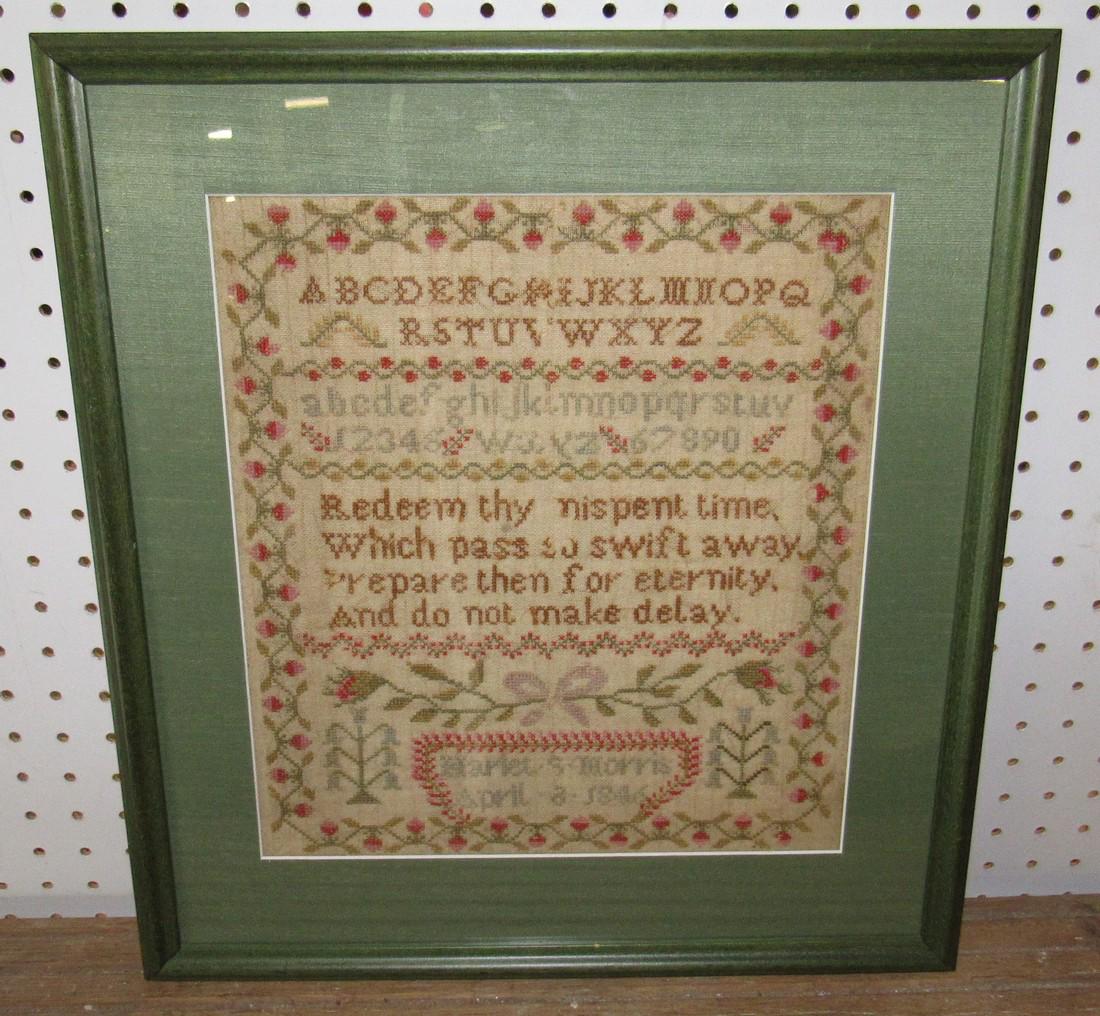 ABCDEFGHIJKLMNOPQ
RSTUVWXYZ
abcdefghijklmnopqrstuv
12345 wxyz 67890
Redeem thy mispent time,
Which pass so swift away,
Prepare then for eternity,
And do not make delay.
Hariet S Morris
April 8 1846